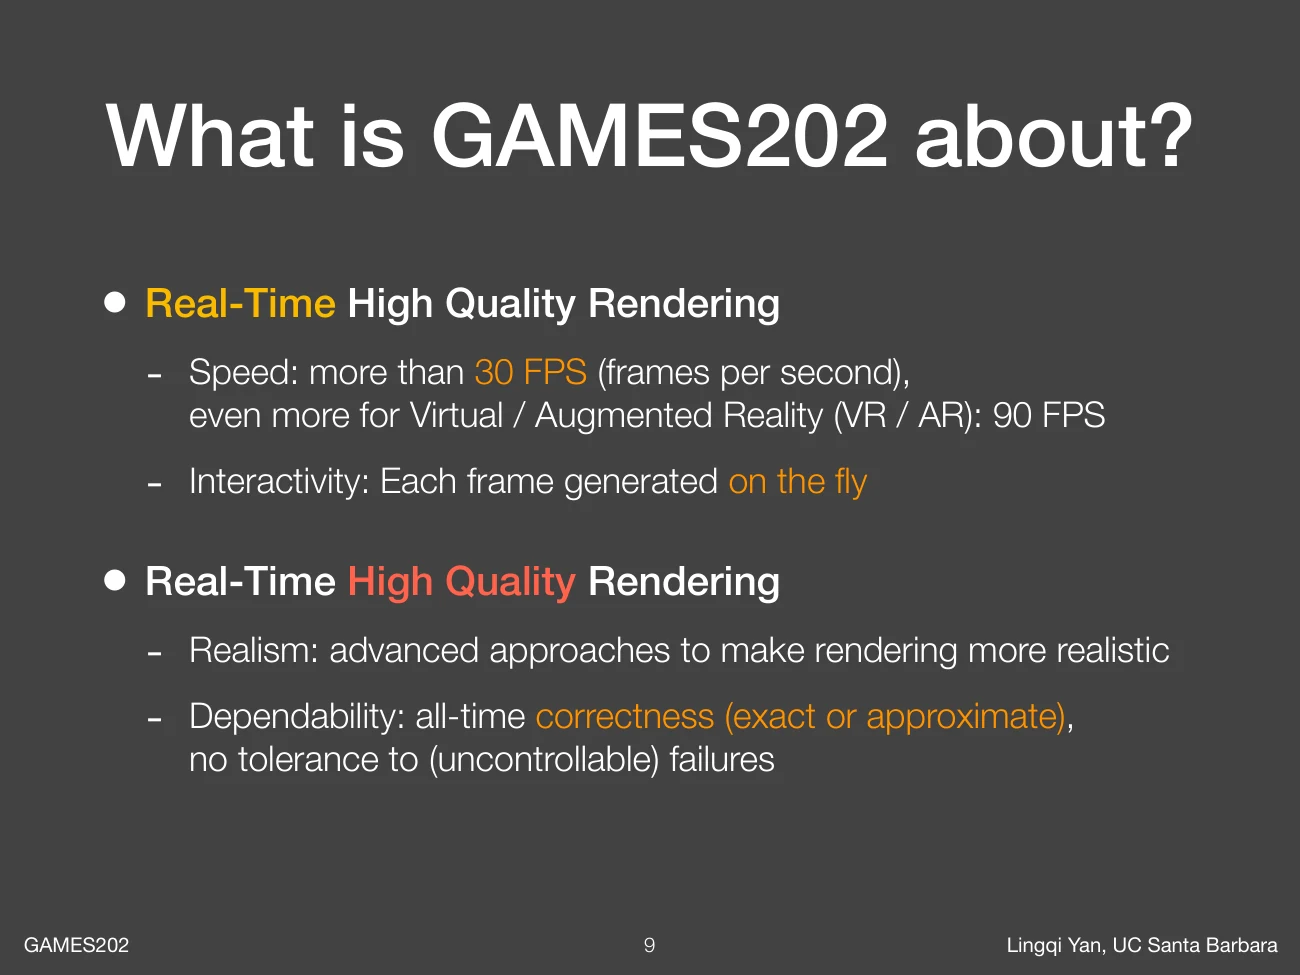 What is GAMES202 about?
● Real-Time High Quality Rendering
- Speed: more than 30 FPS (frames per second),
even more for Virtual / Augmented Reality (VR / AR): 90 FPS
- Interactivity: Each frame generated on the fly
● Real-Time High Quality Rendering
- Realism: advanced approaches to make rendering more realistic
- Dependability: all-time correctness (exact or approximate),
no tolerance to (uncontrollable) failures
GAMES202
9
Lingqi Yan, UC Santa Barbara